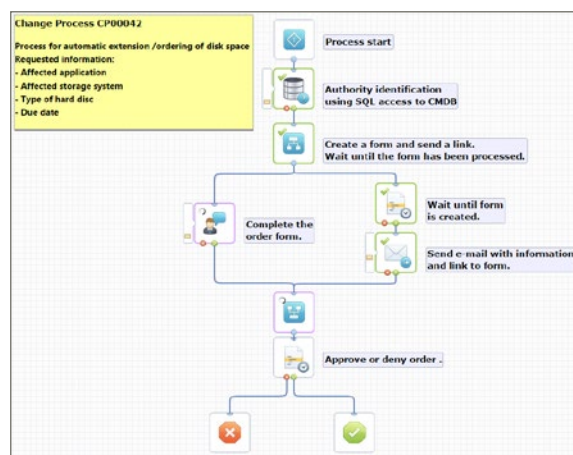 Change Process CP00042
Process for automatic extension /ordering of disk space
Requested information:
- Affected application
- Affected storage system
- Type of hard disc
- Due date
Process start
Authority identification
using SQL access to CMDB
Create a form and send a link.
Wait until the form has been processed.
Complete the
order form.
Wait until form
is created.
Send e-mail with information
and link to form.
Approve or deny order .